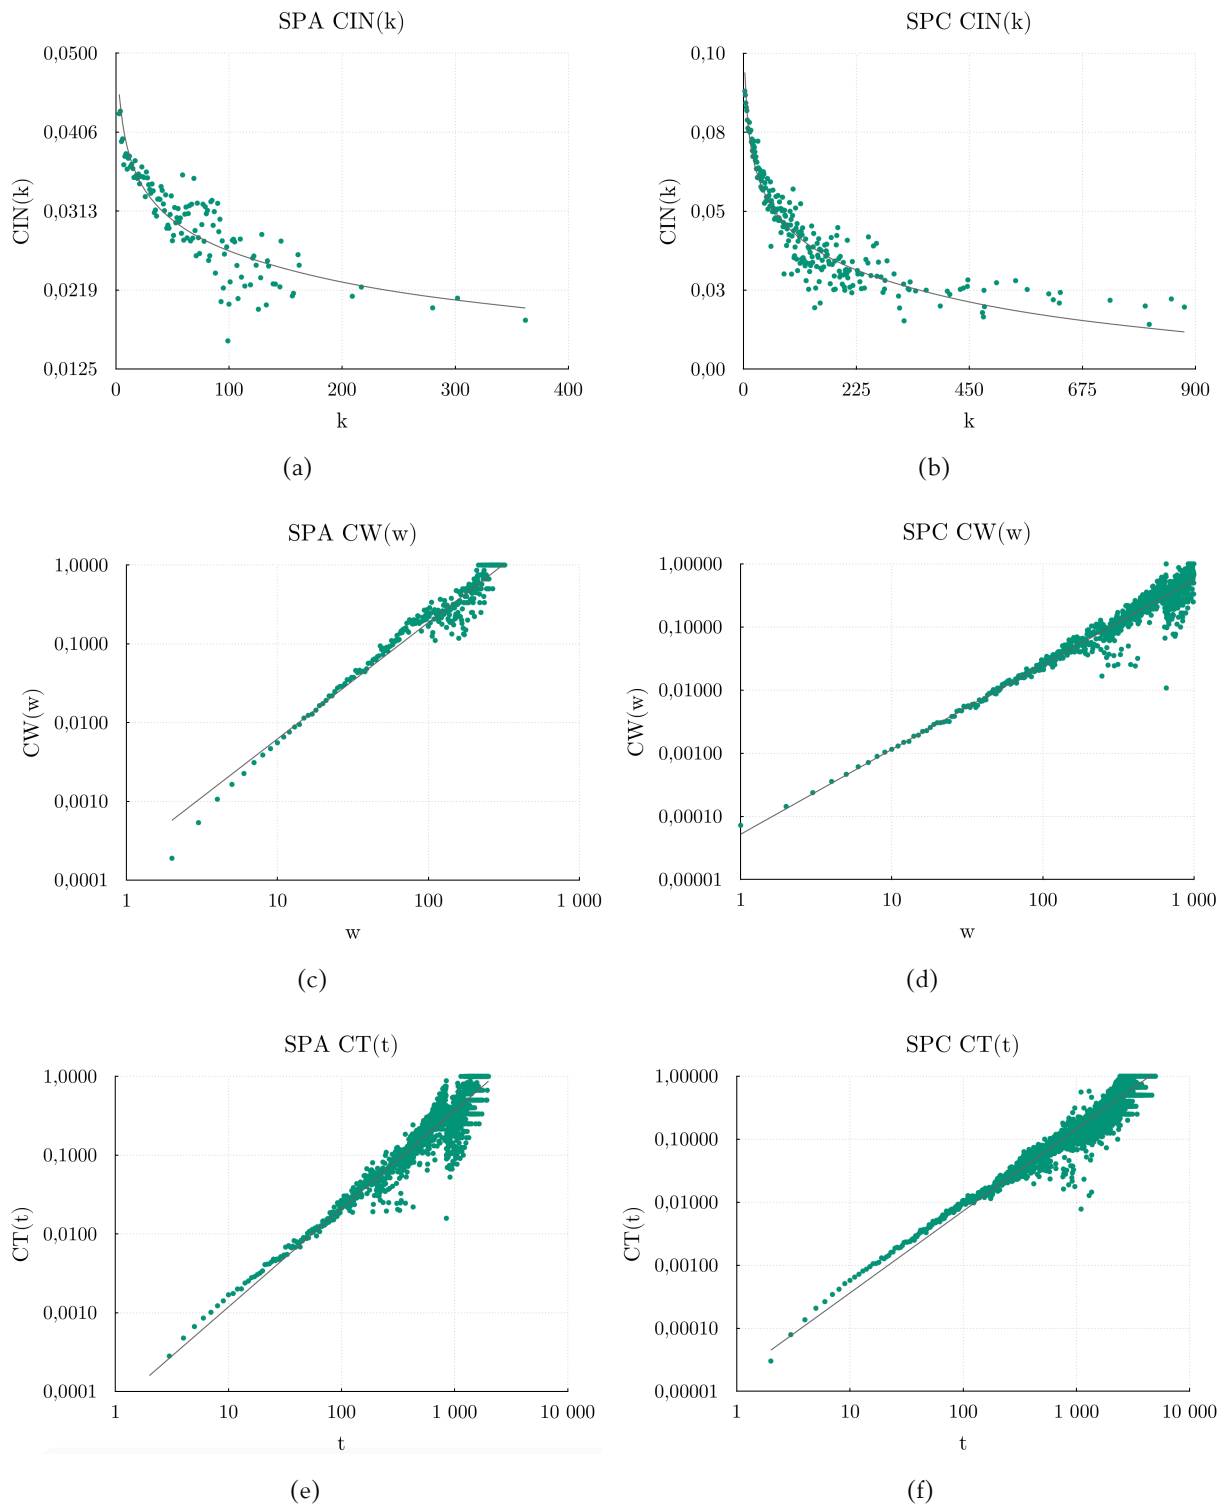 SPA CIN(k)
0,0500
0,0406
0,0313
0,0219
0,0125
CIN(k)
0 100 200 300 400
k
(a)
SPC CIN(k)
0,10
0,08
0,05
0,03
0,00
CIN(k)
0 225 450 675 900
k
(b)
SPA CW(w)
1,0000
0,1000
0,0100
0,0010
0,0001
CW(w)
1 10 100 1 000
w
(c)
SPC CW(w)
1,00000
0,10000
0,01000
0,00100
0,00010
0,00001
CW(w)
1 10 100 1 000
w
(d)
SPA CT(t)
1,0000
0,1000
0,0100
0,0010
0,0001
CT(t)
1 10 100 1 000 10 000
t
(e)
SPC CT(t)
1,00000
0,10000
0,01000
0,00100
0,00010
0,00001
CT(t)
1 10 100 1 000 10 000
t
(f)